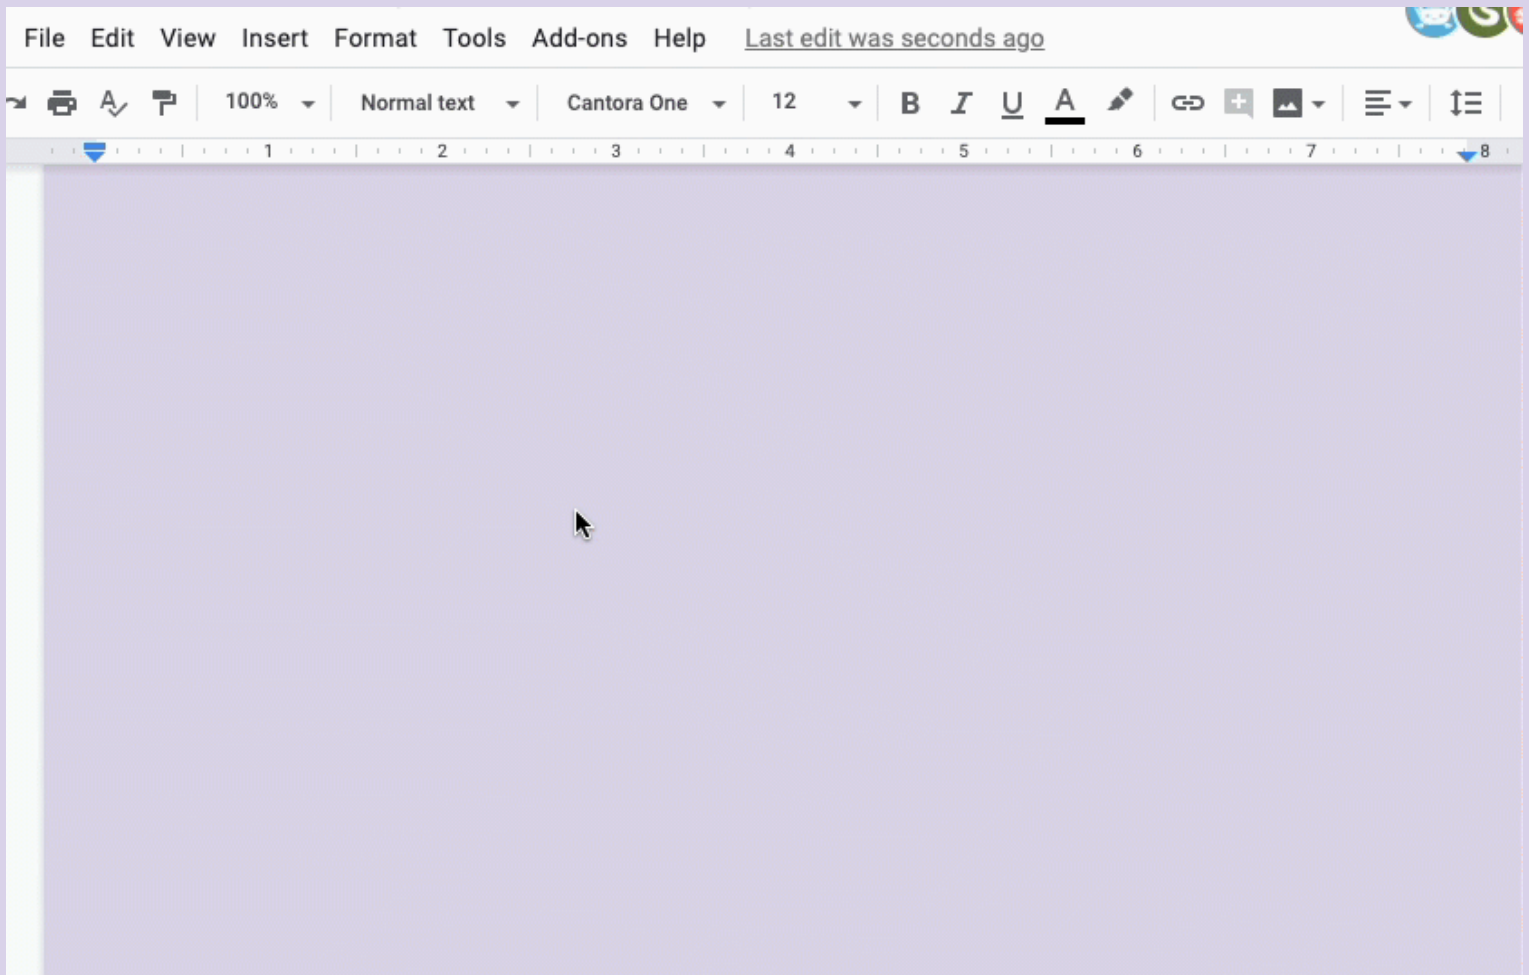 File Edit View Insert Format Tools Add-ons Help Last edit was seconds ago
100% Normal text Cantora One 12 B I U A
1 2 3 4 5 6 7 8